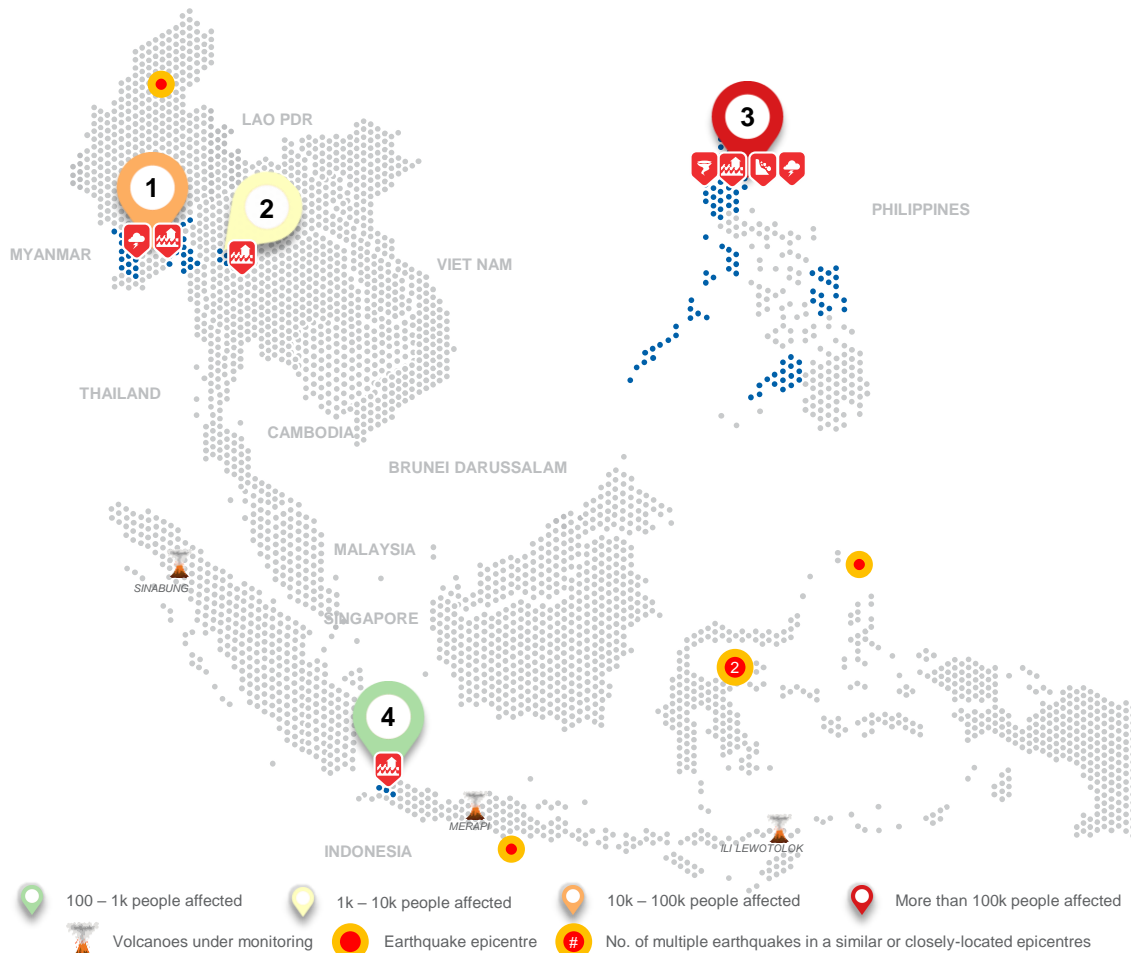 3
LAO PDR
1
2
PHILIPPINES
MYANMAR
VIET NAM
THAILAND
CAMBODIA
BRUNEI DARUSSALAM
MALAYSIA
SINABUNG
SINGAPORE
2
4
MERAPI
ILI LEWOTOLOK
INDONESIA
100 – 1k people affected
1k – 10k people affected
10k – 100k people affected
More than 100k people affected
Volcanoes under monitoring
Earthquake epicentre
# No. of multiple earthquakes in a similar or closely-located epicentres